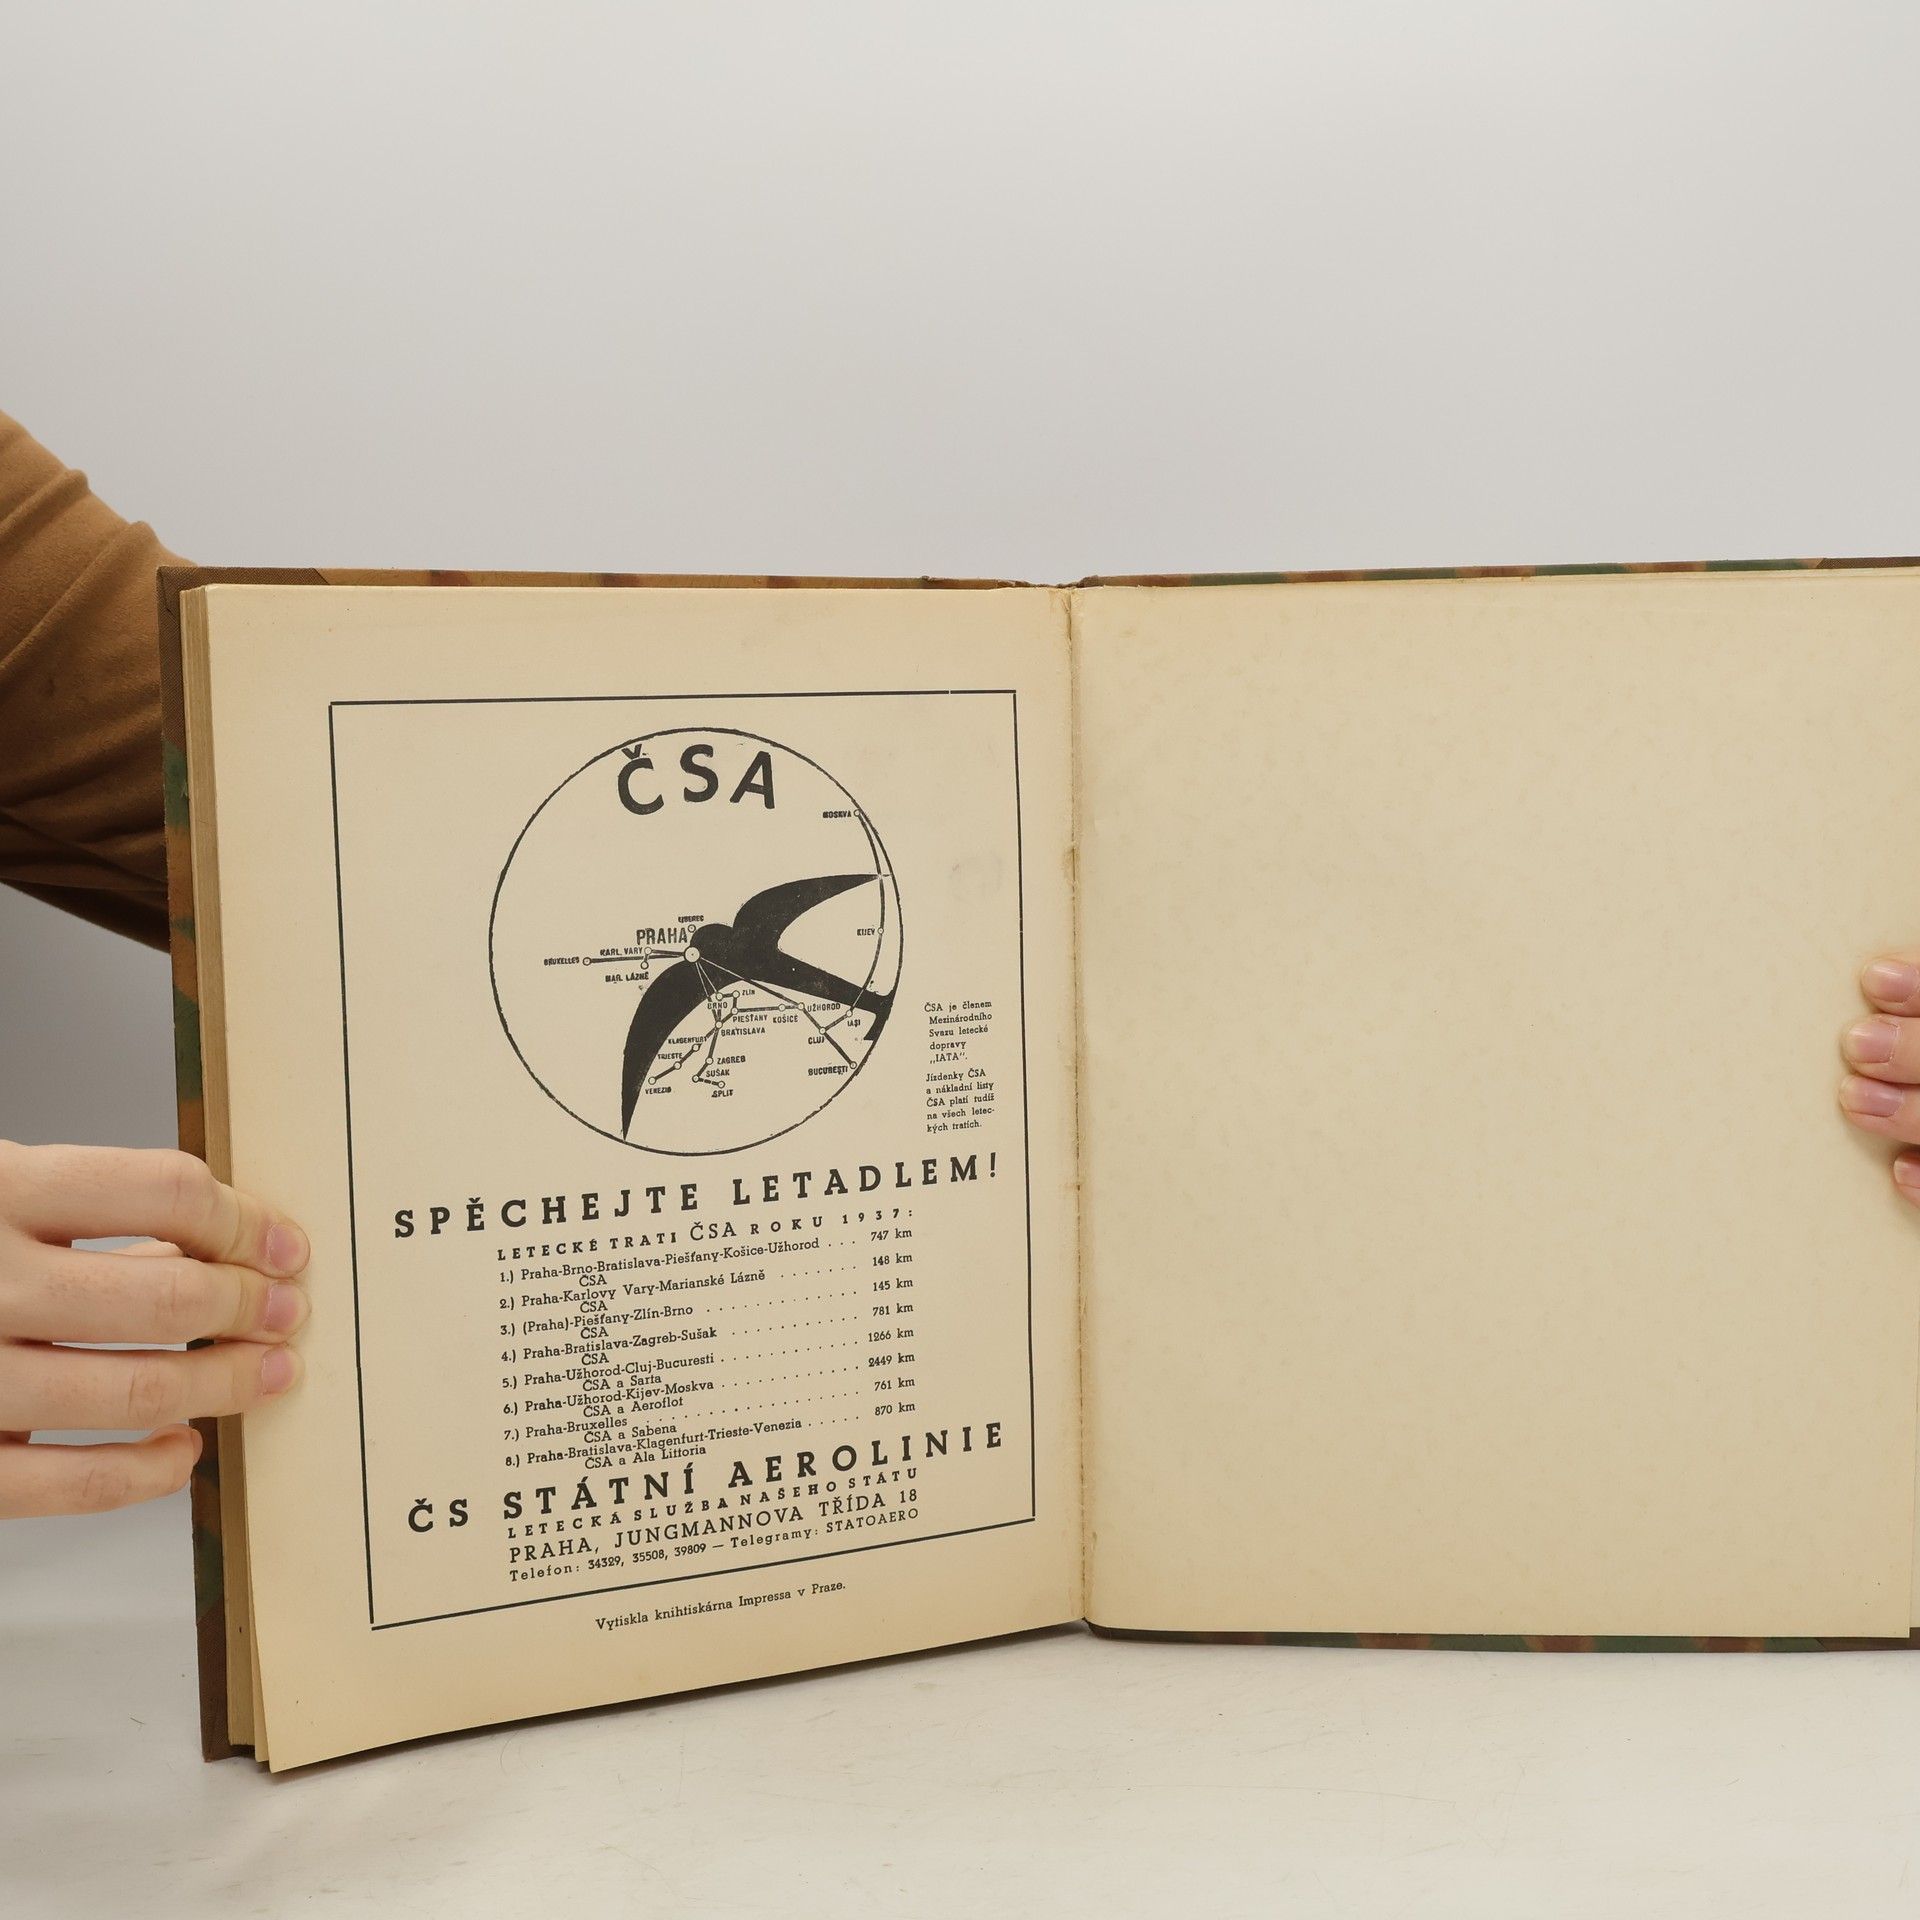 ČSA
MOSKVA
LIBEREC
PRAHA
KIJEV
KARL. VARY
BRUXELLES
MAR. LÁZNĚ
ZLÍN
BRNO
UŽHOROD
PIEŠŤANY
KOŠICE
IAŞI
BRATISLAVA
CLUJ
KLAGENFURT
TRIESTE
ZAGREB
BUCUREŞTI
SUŠAK
VENEZIO
SPLIT
ČSA je členem
Mezinárodního
Svazu letecké
dopravy
„IATA“.
Jízdenky ČSA
a nákladní listy
ČSA platí tudíž
na všech letec-
kých tratích.
SPĚCHEJTE LETADLEM!
LETECKÉ TRATI ČSA ROKU 1937:
1.) Praha-Brno-Bratislava-Piešťany-Košice-Užhorod . . . 747 km
ČSA
2.) Praha-Karlovy Vary-Marianské Lázně . . . . . . . 148 km
ČSA
3.) (Praha)-Piešťany-Zlín-Brno . . . . . . . . . . . . 145 km
ČSA
4.) Praha-Bratislava-Zagreb-Sušak . . . . . . . . . . 781 km
ČSA
5.) Praha-Užhorod-Cluj-Bucuresti . . . . . . . . . . . 1266 km
ČSA a Sarta
6.) Praha-Užhorod-Kijev-Moskva . . . . . . . . . . . 2449 km
ČSA a Aeroflot
7.) Praha-Bruxelles . . . . . . . . . . . . . . . . . 761 km
ČSA a Sabena
8.) Praha-Bratislava-Klagenfurt-Trieste-Venezia . . . . . 870 km
ČSA a Ala Littoria
ČS STÁTNÍ AEROLINIE
LETECKÁ SLUŽBA NAŠEHO STÁTU
PRAHA, JUNGMANNOVA TŘÍDA 18
Telefon: 34329, 35508, 39809 — Telegramy: STATOAERO
Vytiskla knihtiskárna Impressa v Praze.